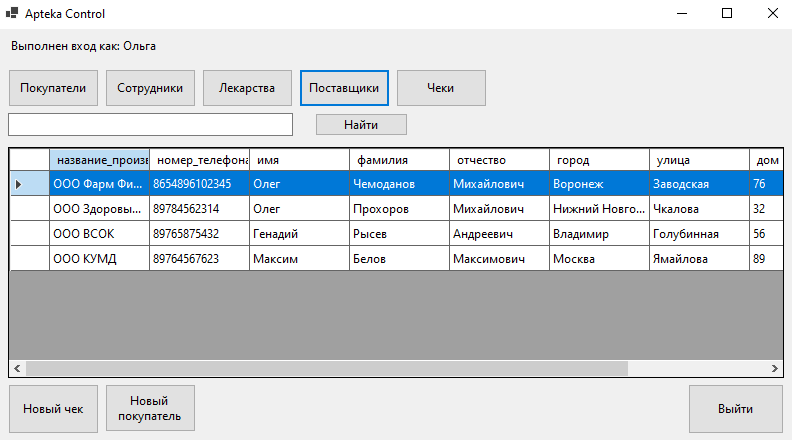 Apteka Control
Выполнен вход как: Ольга
Покупатели Сотрудники Лекарства Поставщики Чеки
Найти
название_произв номер_телефона имя фамилия отчество город улица дом
ООО Фарм Фи... 8654896102345 Олег Чемоданов Михайлович Воронеж Заводская 76
ООО Здоровы... 89784562314 Олег Прохоров Михайлович Нижний Новго... Чкалова 32
ООО ВСОК 89765875432 Генадий Рысев Андреевич Владимир Голубинная 56
ООО КУМД 89764567623 Максим Белов Максимович Москва Ямайлова 89
Новый чек Новый покупатель Выйти